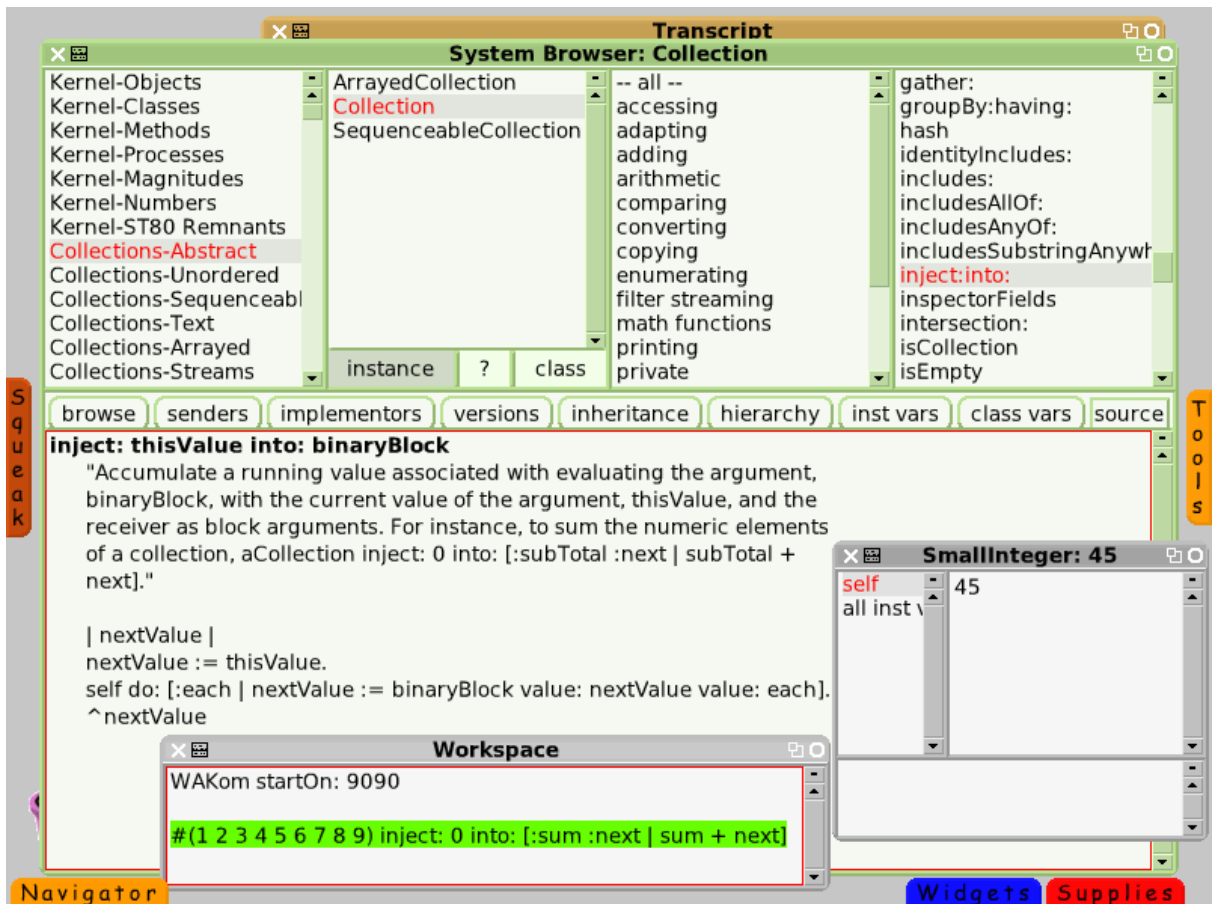 Transcript
System Browser: Collection
Kernel-Objects
Kernel-Classes
Kernel-Methods
Kernel-Processes
Kernel-Magnitudes
Kernel-Numbers
Kernel-ST80 Remnants
Collections-Abstract
Collections-Unordered
Collections-Sequenceabl
Collections-Text
Collections-Arrayed
Collections-Streams
ArrayedCollection
Collection
SequenceableCollection
instance ? class
-- all --
accessing
adapting
adding
arithmetic
comparing
converting
copying
enumerating
filter streaming
math functions
printing
private
gather:
groupBy:having:
hash
identityIncludes:
includes:
includesAllOf:
includesAnyOf:
includesSubstringAnywh
inject:into:
inspectorFields
intersection:
isCollection
isEmpty
browse senders implementors versions inheritance hierarchy inst vars class vars source
inject: thisValue into: binaryBlock
"Accumulate a running value associated with evaluating the argument,
binaryBlock, with the current value of the argument, thisValue, and the
receiver as block arguments. For instance, to sum the numeric elements
of a collection, aCollection inject: 0 into: [:subTotal :next | subTotal +
next]."
| nextValue |
nextValue := thisValue.
self do: [:each | nextValue := binaryBlock value: nextValue value: each].
^nextValue
SmallInteger: 45
self
all inst v
45
Workspace
WAKom startOn: 9090
#(1 2 3 4 5 6 7 8 9) inject: 0 into: [:sum :next | sum + next]
Squeak
Tools
Navigator
Widgets
Supplies